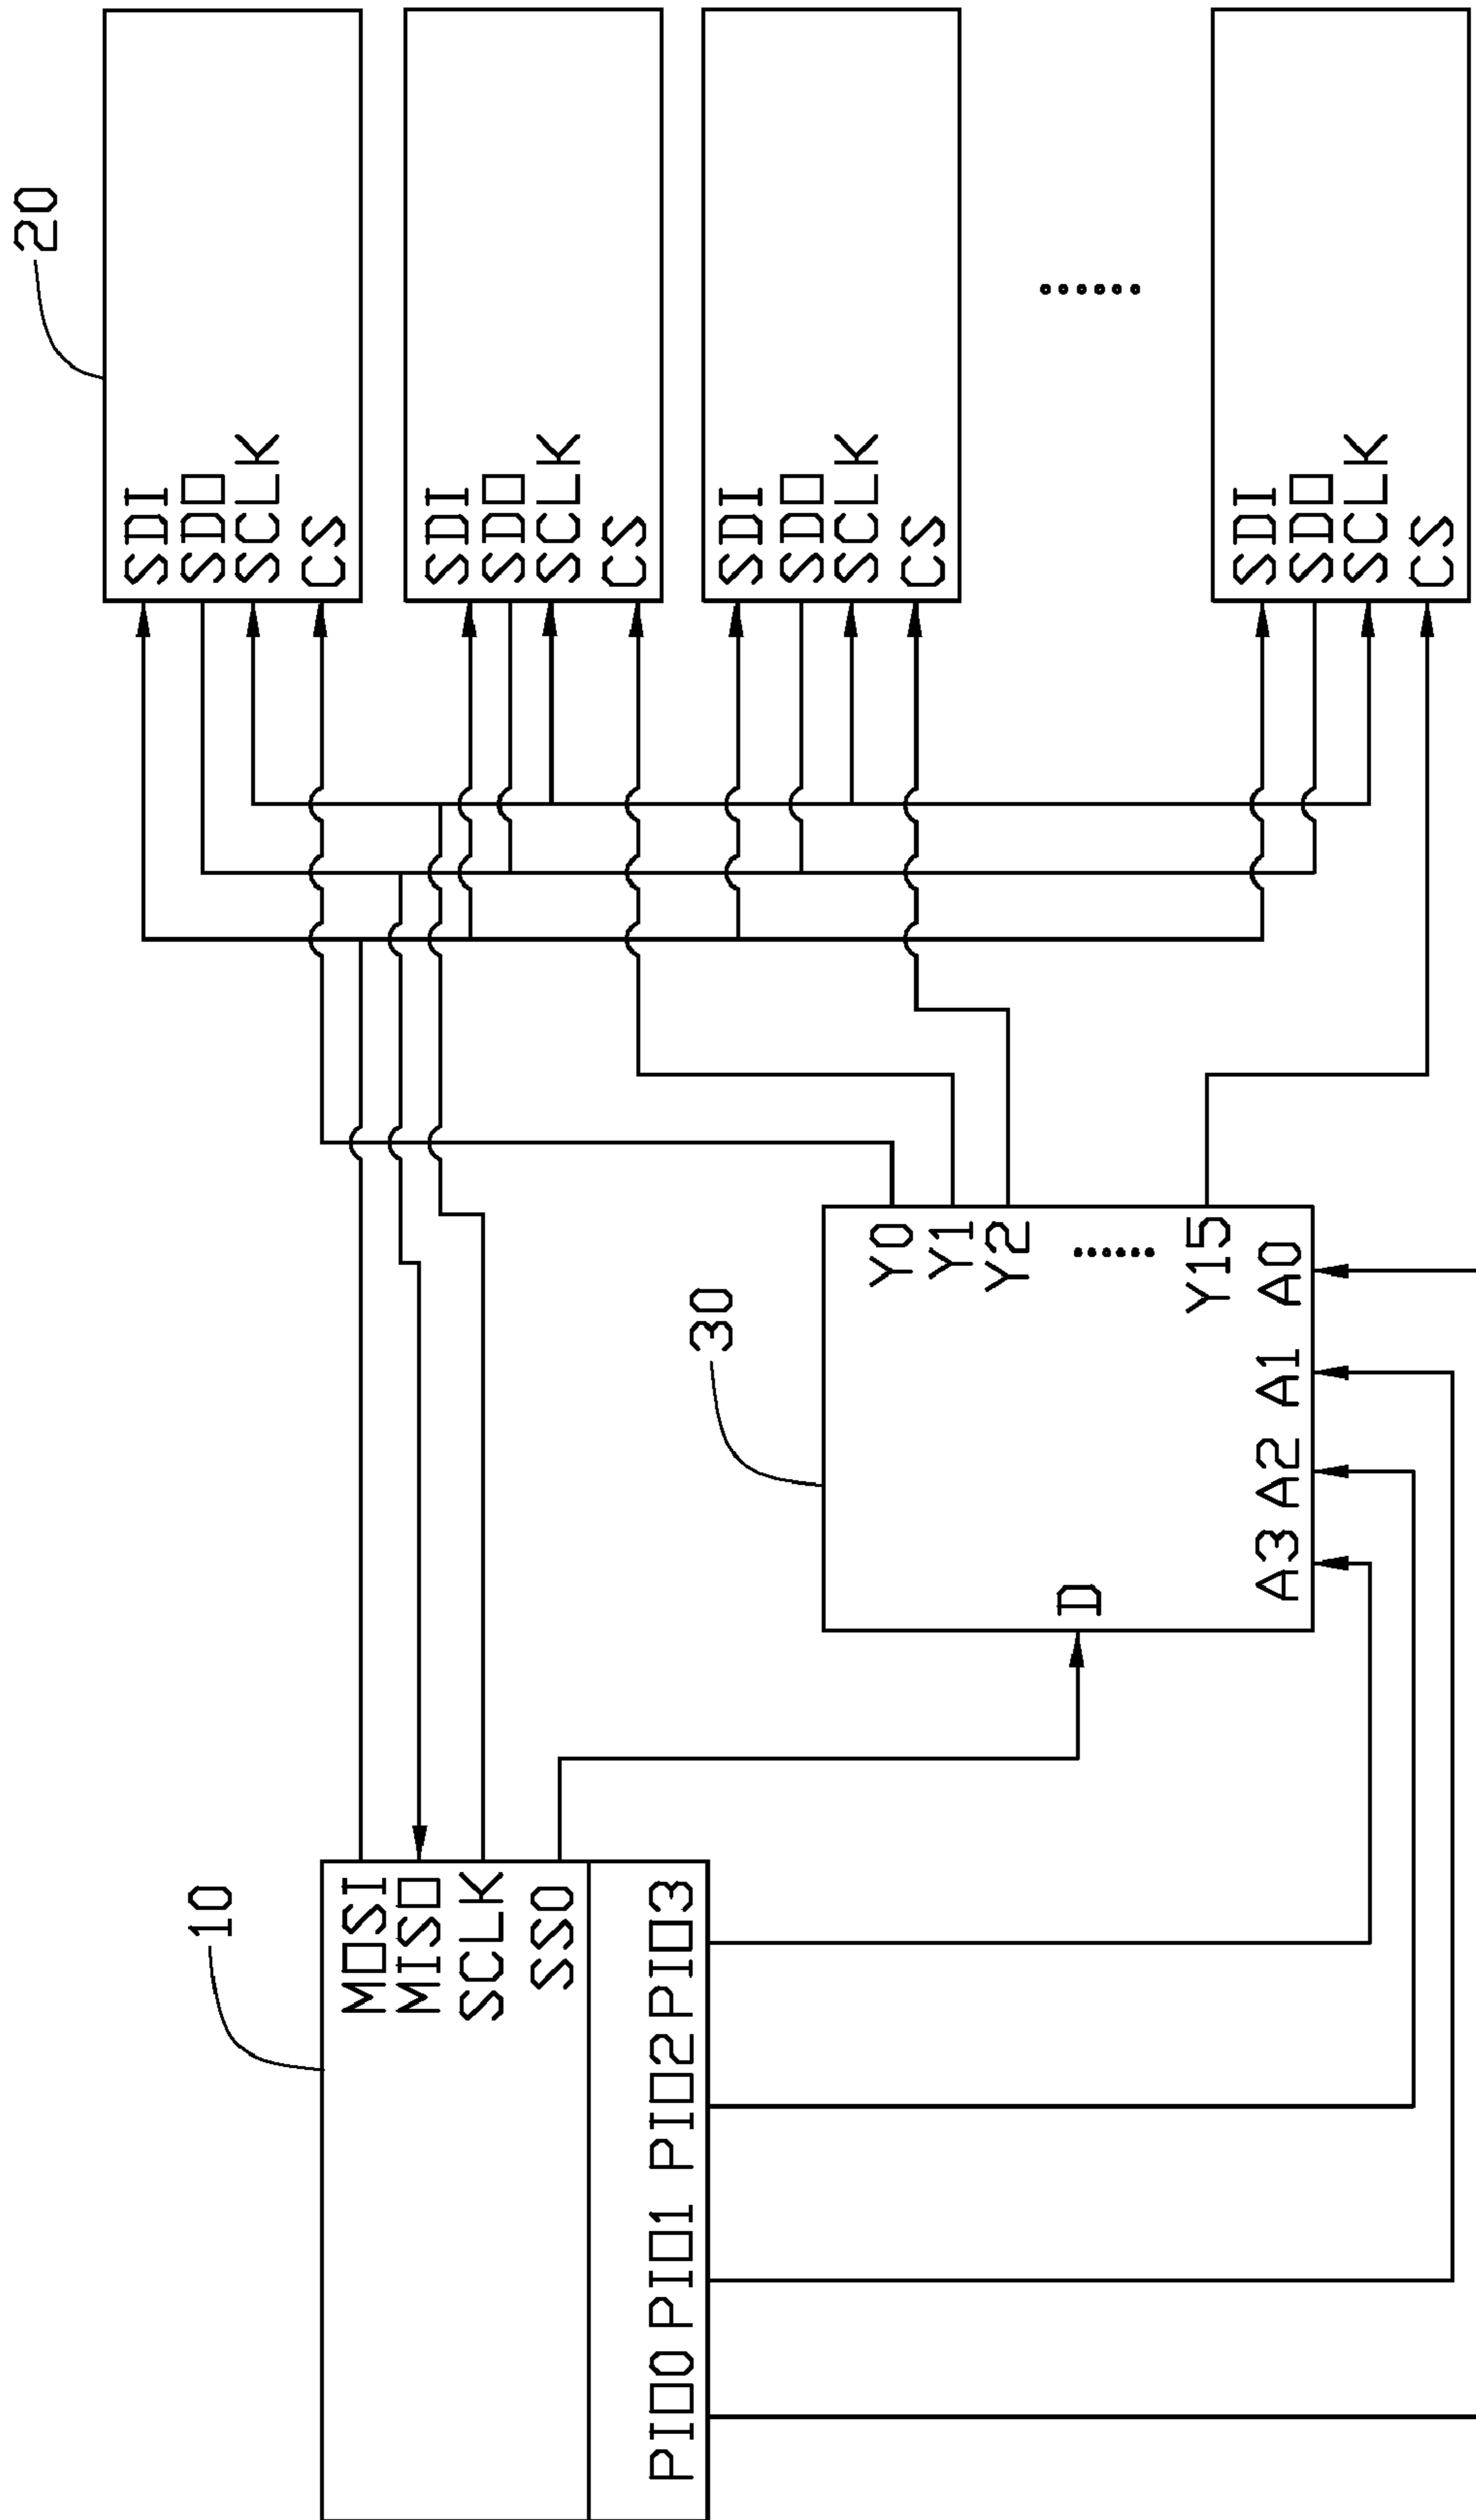 10
MOSI
MISO
SCLK
SS0
PIO0 PIO1 PIO2 PIO3
30
Y0
Y1
Y2
......
Y15
D
A3 A2 A1 A0
20
SDI
SDO
SCLK
CS
SDI
SDO
SCLK
CS
SDI
SDO
SCLK
CS
......
SDI
SDO
SCLK
CS